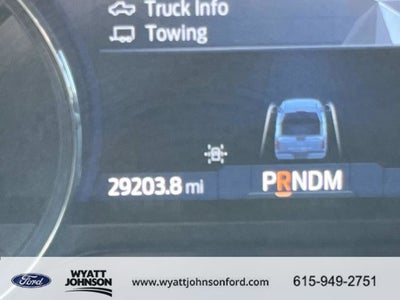 Truck Info
Towing
29203.8 mi
PRNDM
Ford
WYATT
JOHNSON
www.wyattjohnsonford.com
615-949-2751